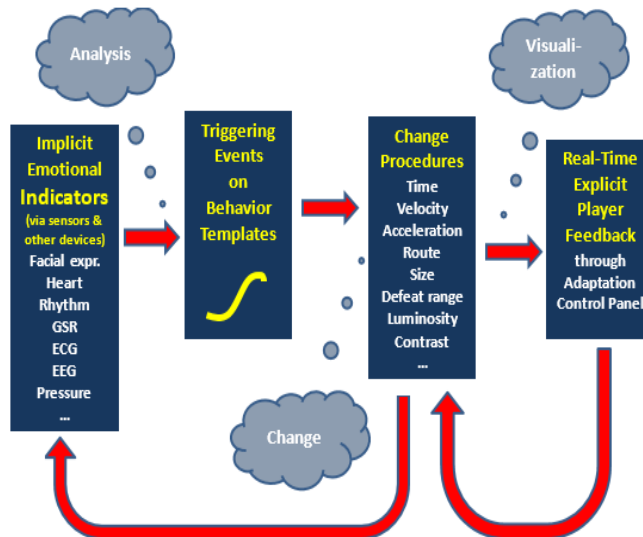 Analysis
Visuali-
zation
Implicit
Emotional
Indicators
(via sensors &
other devices)
Facial expr.
Heart
Rhythm
GSR
ECG
EEG
Pressure
...
Triggering
Events
on
Behavior
Templates
Change
Procedures
Time
Velocity
Acceleration
Route
Size
Defeat range
Luminosity
Contrast
...
Real-Time
Explicit
Player
Feedback
through
Adaptation
Control Panel
Change